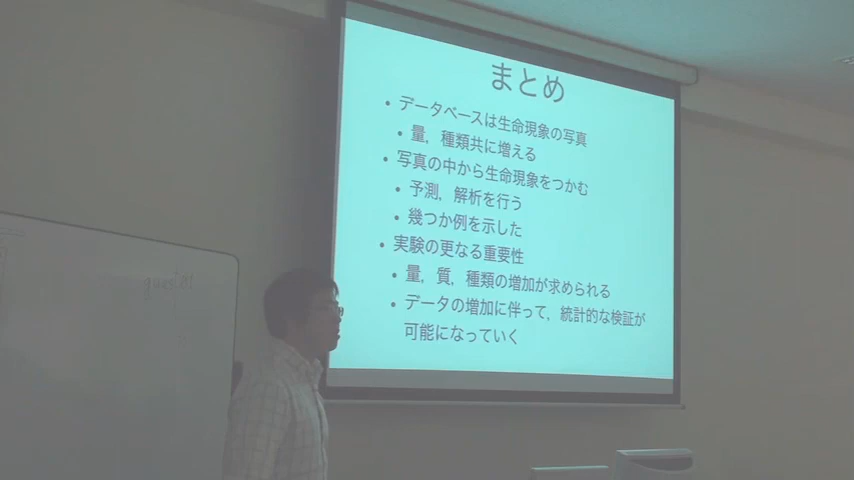 まとめ
• データベースは生命現象の写真
• 量，種類共に増える
• 写真の中から生命現象をつかむ
• 予測，解析を行う
• 幾つか例を示した
• 実験の更なる重要性
• 量，質，種類の増加が求められる
• データの増加に伴って，統計的な検証が
可能になっていく